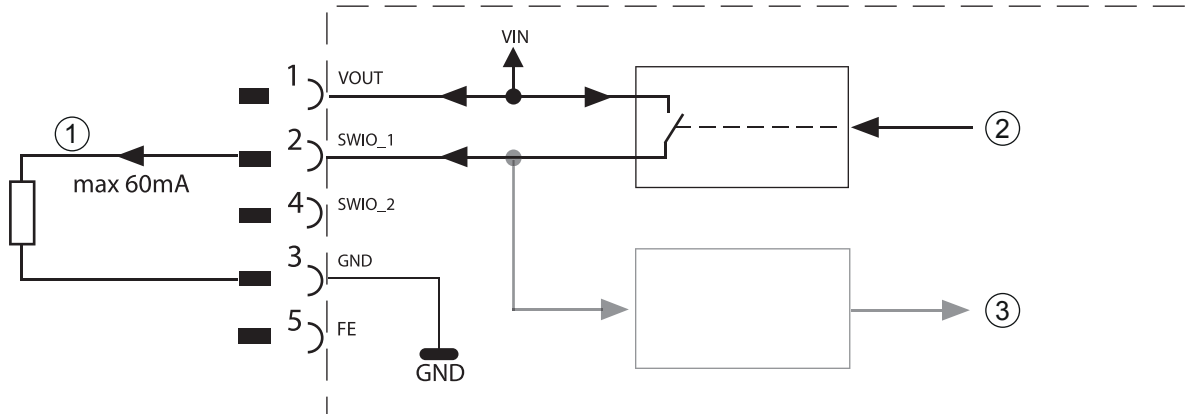 VIN
1 VOUT
① 2 SWIO_1 ②
max 60mA
4 SWIO_2
3 GND
③
5 FE
GND